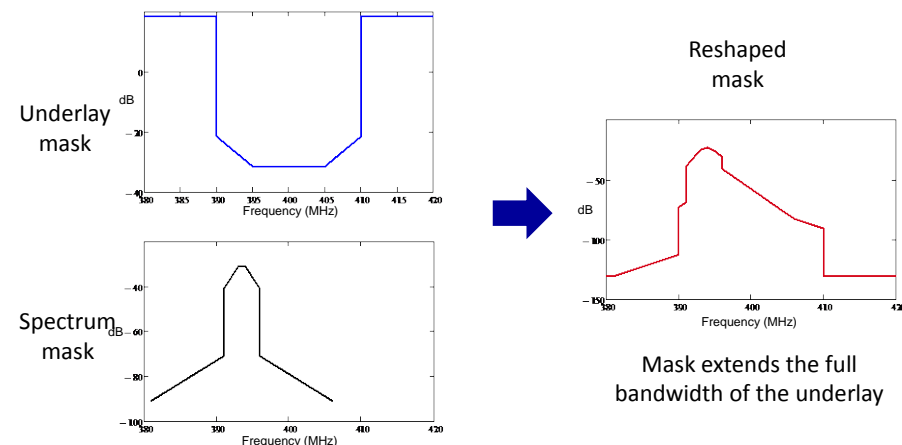 Underlay
mask
dB
0
−20
−40
380 385 390 395 400 405 410 415 420
Frequency (MHz)
Spectrum
mask
dB
−40
−60
−80
−100
380 390 400 410 420
Frequency (MHz)
Reshaped
mask
dB
−50
−100
−150
380 390 400 410 420
Frequency (MHz)
Mask extends the full
bandwidth of the underlay